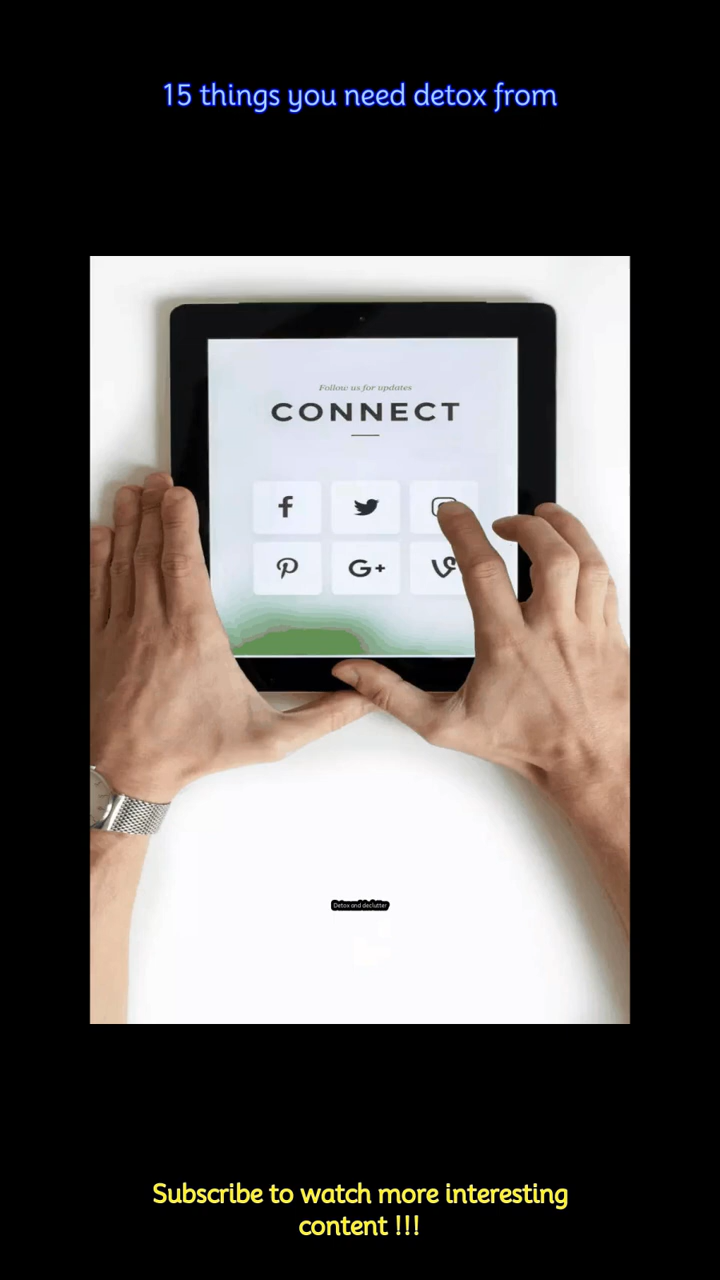 15 things you need detox from
Follow us for updates
CONNECT
G+
Detox and declutter
Subscribe to watch more interesting
content !!!